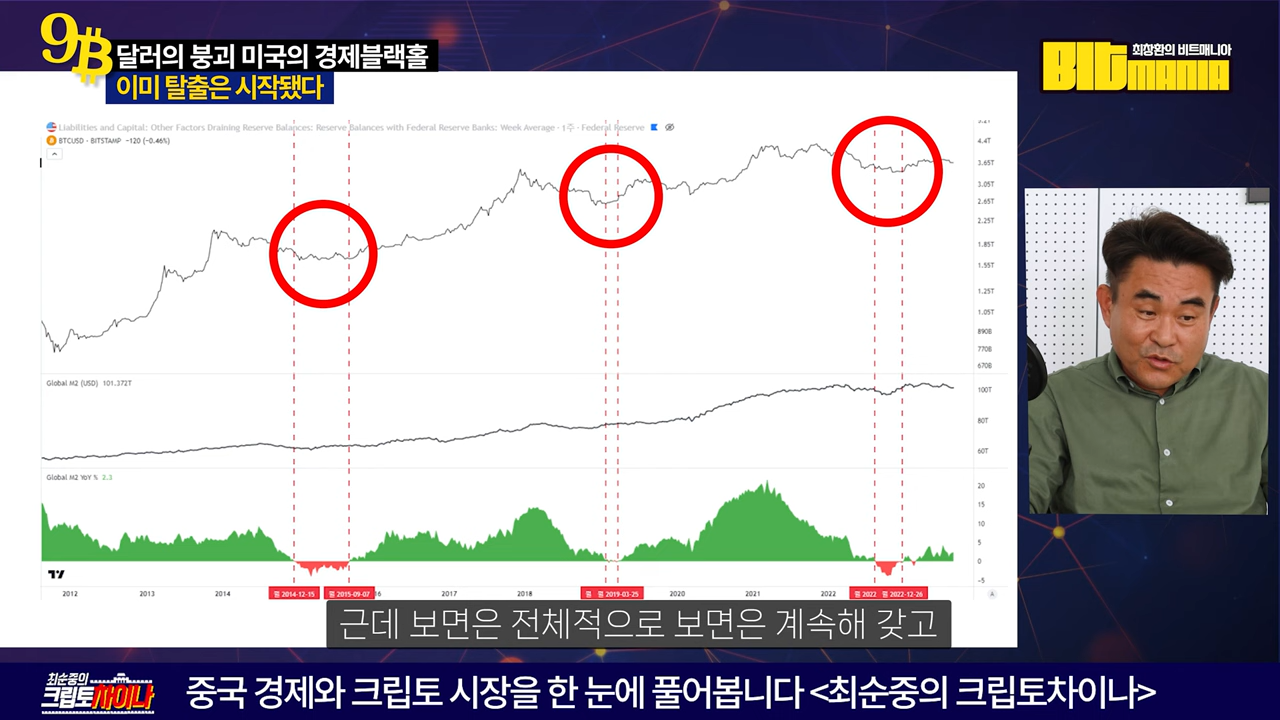 9₿
달러의 붕괴 미국의 경제블랙홀
이미 탈출은 시작됐다
최상환의 비트매니아
BIT MANIA
Liabilities and Capital: Other Factors Draining Reserve Balances: Reserve Balances with Federal Reserve Banks: Week Average · 1주 · Federal Reserve
BTCUSD · BITSTAMP −120 (−0.46%)
4.4T
3.65T
3.05T
2.65T
2.25T
1.85T
1.55T
1.25T
1.05T
890B
770B
670B
Global M2 (USD) 101.372T
100T
80T
60T
Global M2 YoY % 2.3
20
15
10
5
0
−5
2012 2013 2014 월 2014-12-15 월 2015-09-07 16 2017 2018 월 2019-03-25 2020 2021 2022 월 2022 월 2022-12-26 A
근데 보면은 전체적으로 보면은 계속해 갖고
최순중의
크립토차이나
중국 경제와 크립토 시장을 한 눈에 풀어봅니다 <최순중의 크립토차이나>